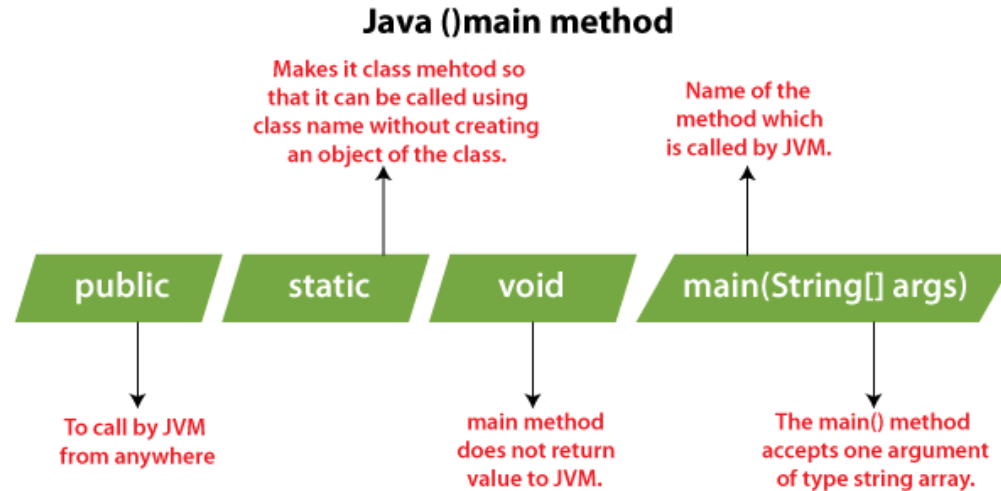 Java ()main method
Makes it class mehtod so
that it can be called using
class name without creating
an object of the class.
Name of the
method which
is called by JVM.
public
static
void
main(String[] args)
To call by JVM
from anywhere
main method
does not return
value to JVM.
The main() method
accepts one argument
of type string array.